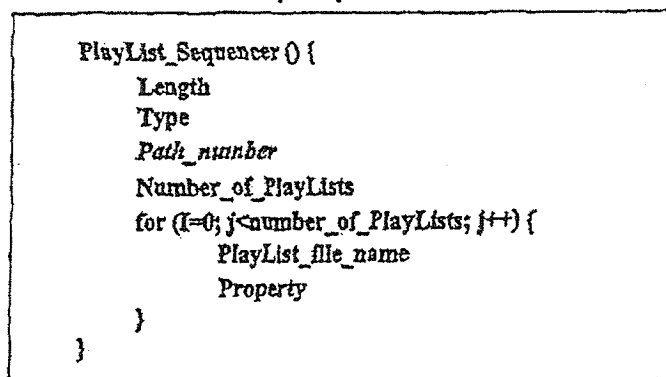 PlayList_Sequencer () {
Length
Type
Path_number
Number_of_PlayLists
for (I=0; j<number_of_PlayLists; j++) {
PlayList_file_name
Property
}
}